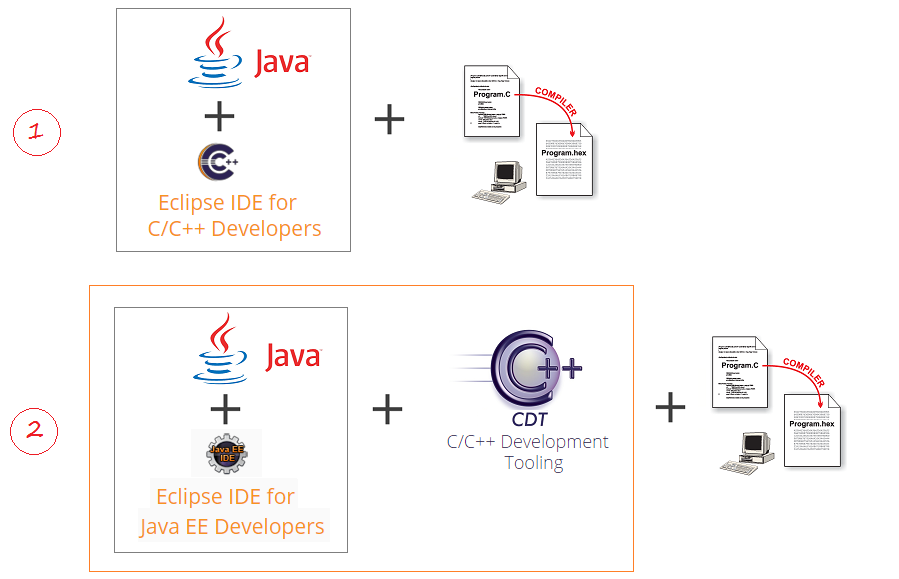 1
Java
+
C++
Eclipse IDE for
C/C++ Developers
+
Program.C
COMPILER
Program.hex
2
Java
+
Java EE
IDE
Eclipse IDE for
Java EE Developers
+
C++
CDT
C/C++ Development
Tooling
+
Program.C
COMPILER
Program.hex